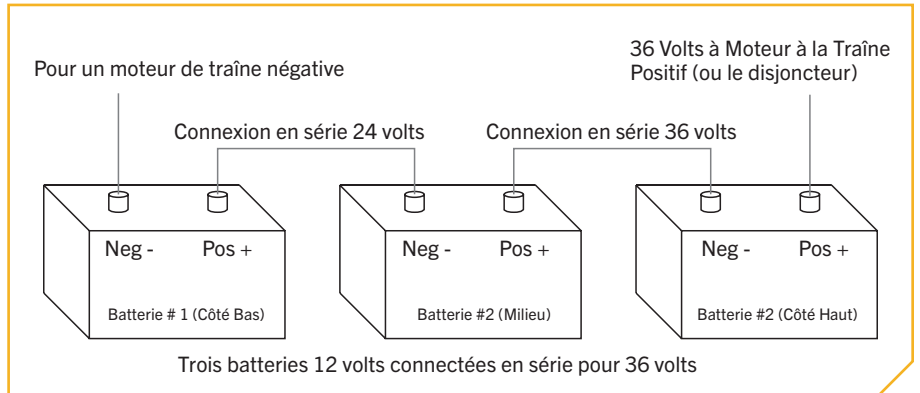 36 Volts à Moteur à la Traîne
Positif (ou le disjoncteur)
Pour un moteur de traîne négative
Connexion en série 24 volts
Connexion en série 36 volts
Neg -
Pos +
Neg -
Pos +
Neg -
Pos +
Batterie # 1 (Côté Bas)
Batterie #2 (Milieu)
Batterie #2 (Côté Haut)
Trois batteries 12 volts connectées en série pour 36 volts